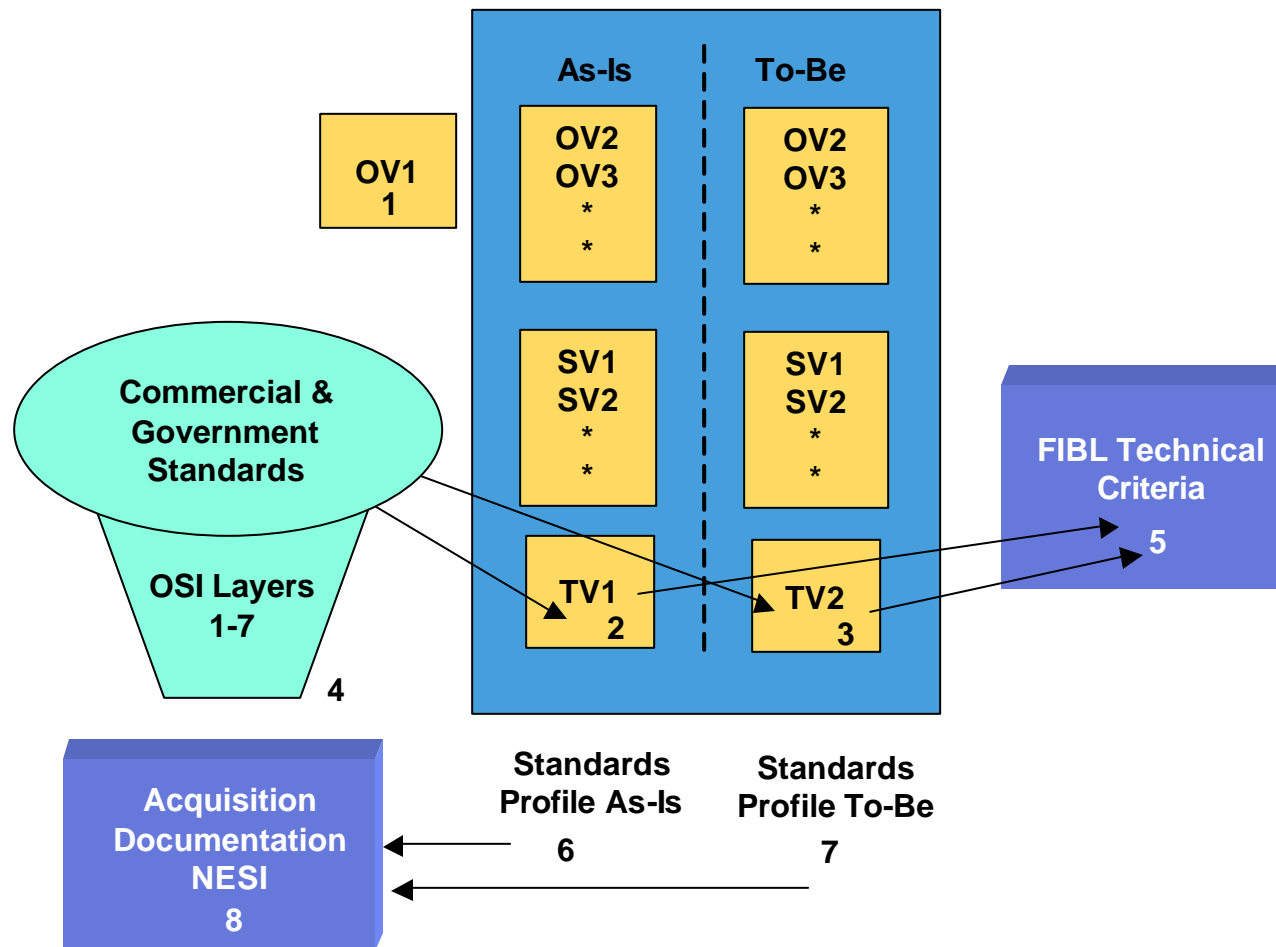 As-Is
To-Be
OV1
1
OV2
OV3
*
*
OV2
OV3
*
*
Commercial &
Government
Standards
OSI Layers
1-7
4
SV1
SV2
*
*
SV1
SV2
*
*
TV1
2
TV2
3
FIBL Technical
Criteria
5
Standards
Profile As-Is
6
Standards
Profile To-Be
7
Acquisition
Documentation
NESI
8